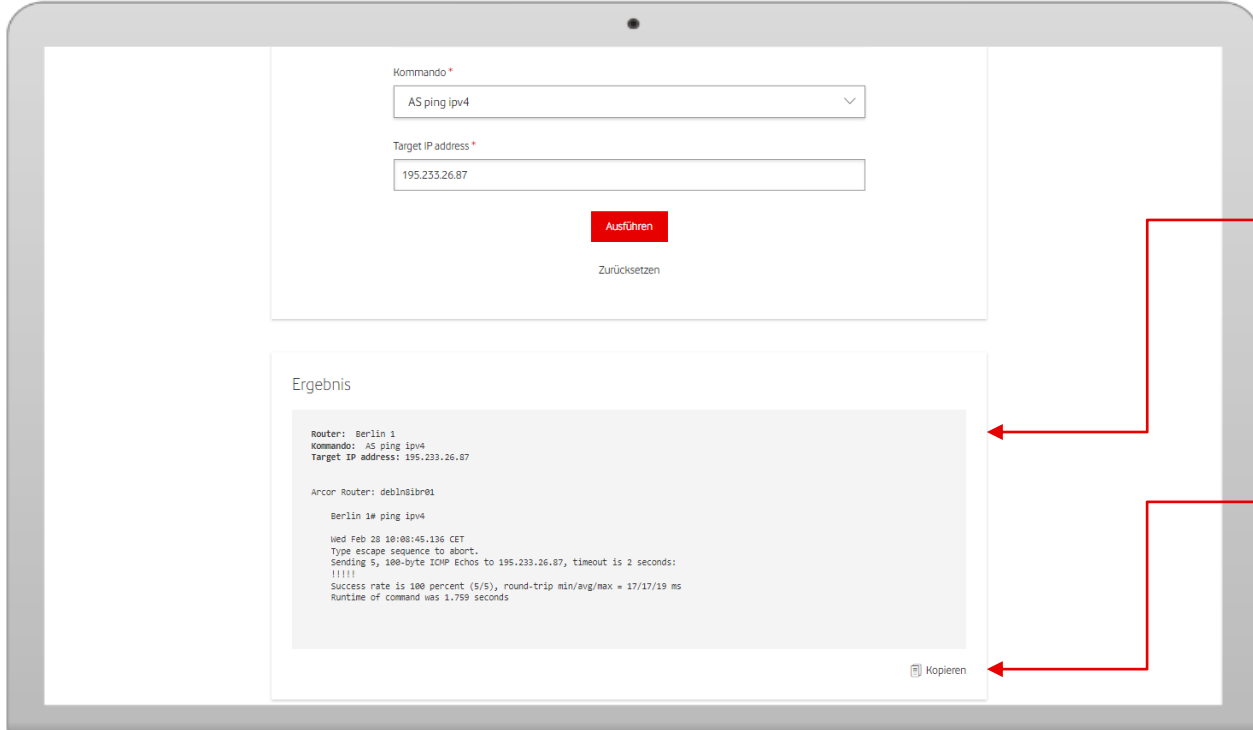 Kommando *
AS ping ipv4
Target IP address *
195.233.26.87
Ausführen
Zurücksetzen
Ergebnis
Router: Berlin 1
Kommando: AS ping ipv4
Target IP address: 195.233.26.87
Arcor Router: debln8ibr01
Berlin 1# ping ipv4
Wed Feb 28 10:08:45.136 CET
Type escape sequence to abort.
Sending 5, 100-byte ICMP Echos to 195.233.26.87, timeout is 2 seconds:
!!!!!
Success rate is 100 percent (5/5), round-trip min/avg/max = 17/17/19 ms
Runtime of command was 1.759 seconds
Kopieren